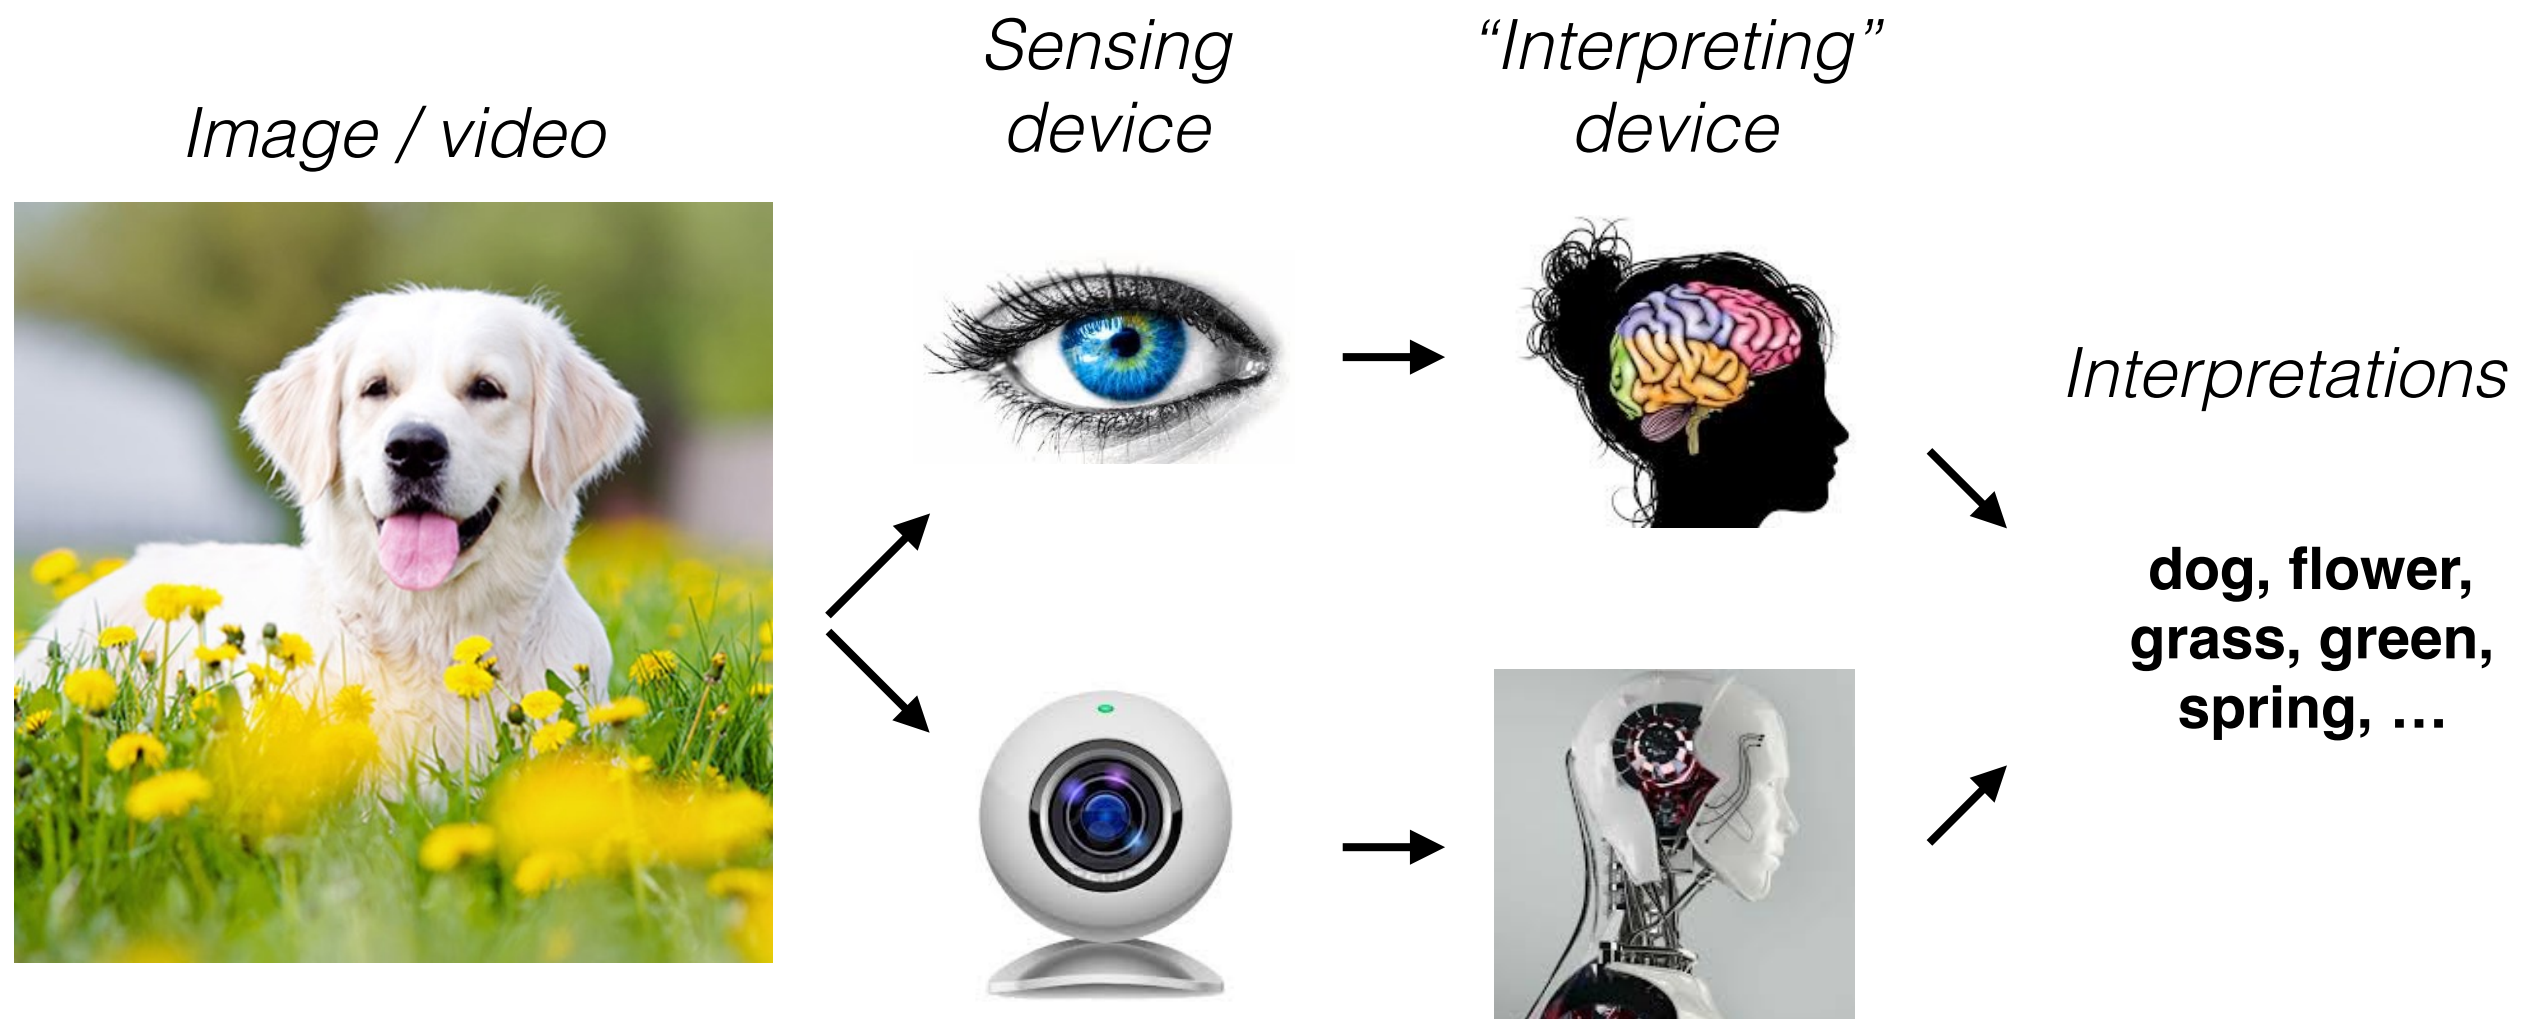 Image / video
Sensing
device
“Interpreting”
device
Interpretations
dog, flower,
grass, green,
spring, …